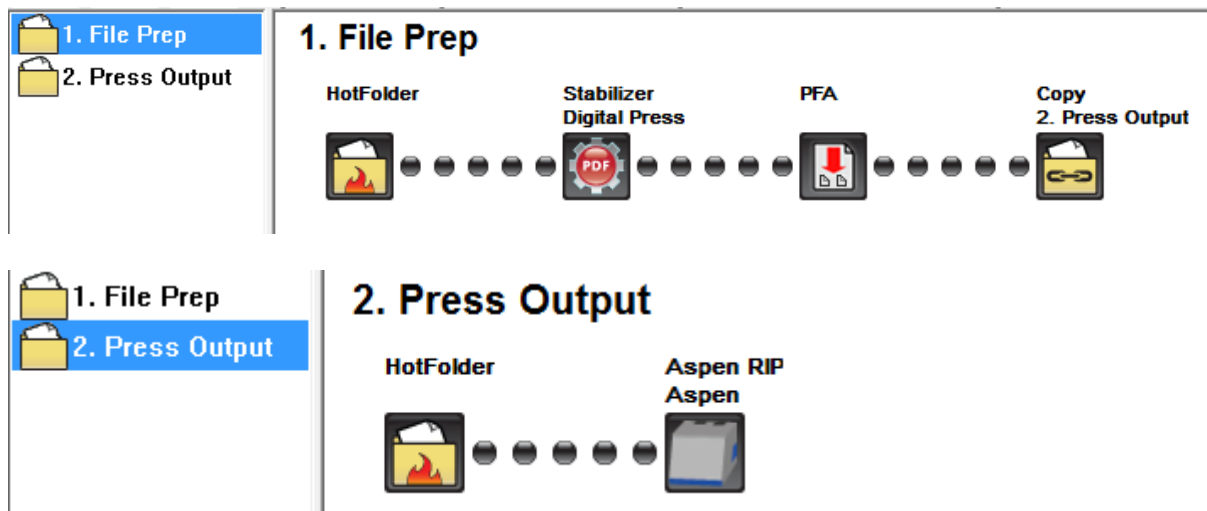 1. File Prep
2. Press Output
1. File Prep
HotFolder
Stabilizer
Digital Press
PDF
PFA
Copy
2. Press Output
1. File Prep
2. Press Output
2. Press Output
HotFolder
Aspen RIP
Aspen